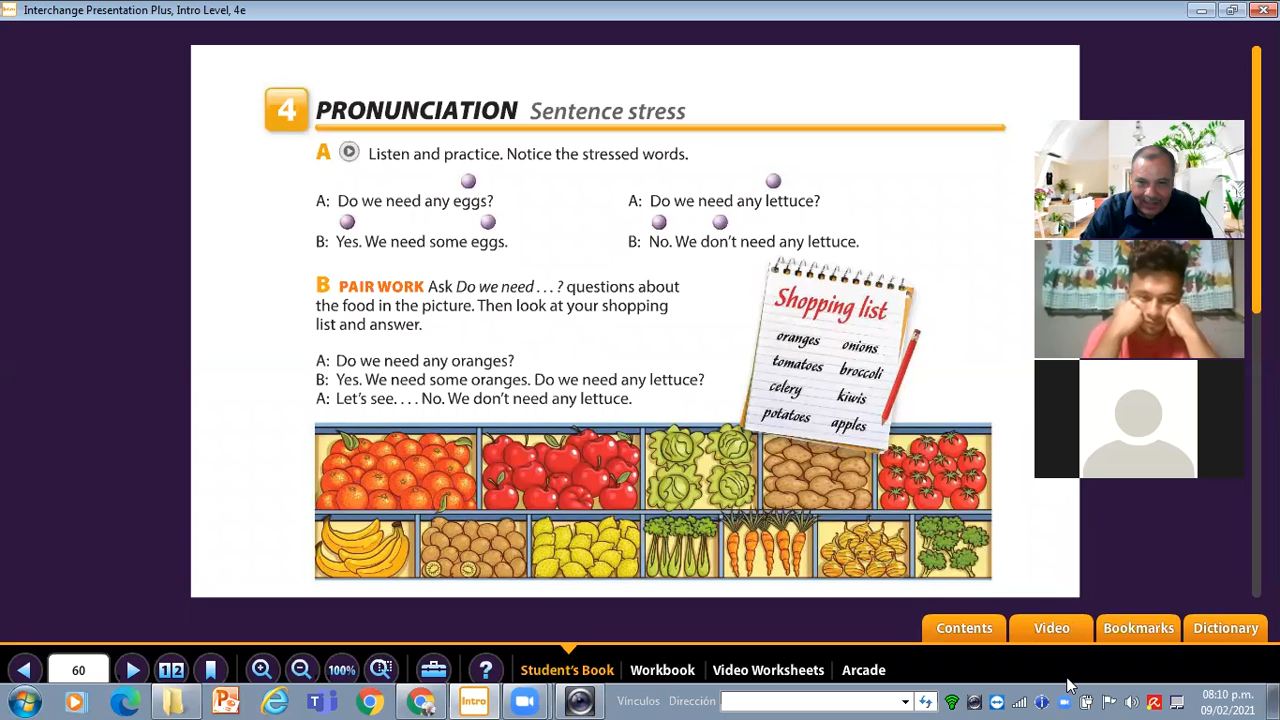 Interchange Presentation Plus, Intro Level, 4e
4 PRONUNCIATION Sentence stress
A Listen and practice. Notice the stressed words.
A: Do we need any eggs?
B: Yes. We need some eggs.
A: Do we need any lettuce?
B: No. We don't need any lettuce.
B PAIR WORK Ask Do we need . . . ? questions about
the food in the picture. Then look at your shopping
list and answer.
A: Do we need any oranges?
B: Yes. We need some oranges. Do we need any lettuce?
A: Let's see. . . . No. We don't need any lettuce.
Shopping list
oranges onions
tomatoes broccoli
celery kiwis
potatoes apples
Contents Video Bookmarks Dictionary
60 12 100% ? Student's Book Workbook Video Worksheets Arcade
Intro Vínculos Dirección 08:10 p.m.
09/02/2021